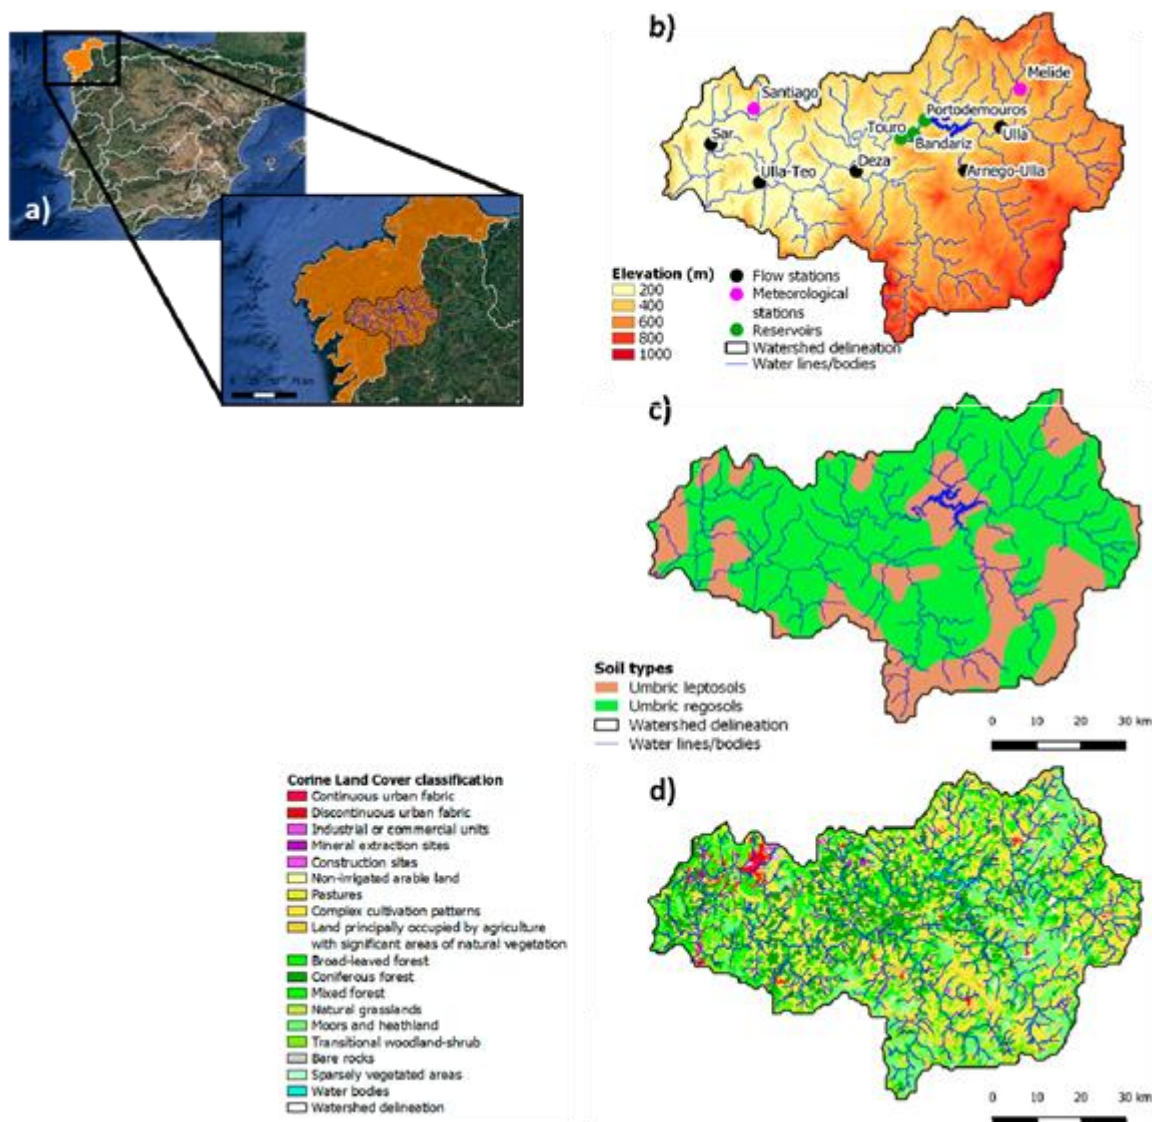 a)
b)
Melide
Santiago
Portodemouros
Touro
Ulla
Sar
Bandariz
Deza
Ulla-Teo
Arnego-Ulla
Elevation (m)
200
400
600
800
1000
Flow stations
Meteorological
stations
Reservoirs
Watershed delineation
Water lines/bodies
c)
Soil types
Umbric leptosols
Umbric regosols
Watershed delineation
Water lines/bodies
0 10 20 30 km
Corine Land Cover classification
Continuous urban fabric
Discontinuous urban fabric
Industrial or commercial units
Mineral extraction sites
Construction sites
Non-irrigated arable land
Pastures
Complex cultivation patterns
Land principally occupied by agriculture
with significant areas of natural vegetation
Broad-leaved forest
Coniferous forest
Mixed forest
Natural grasslands
Moors and heathland
Transitional woodland-shrub
Bare rocks
Sparsely vegetated areas
Water bodies
Watershed delineation
d)
0 10 20 30 km